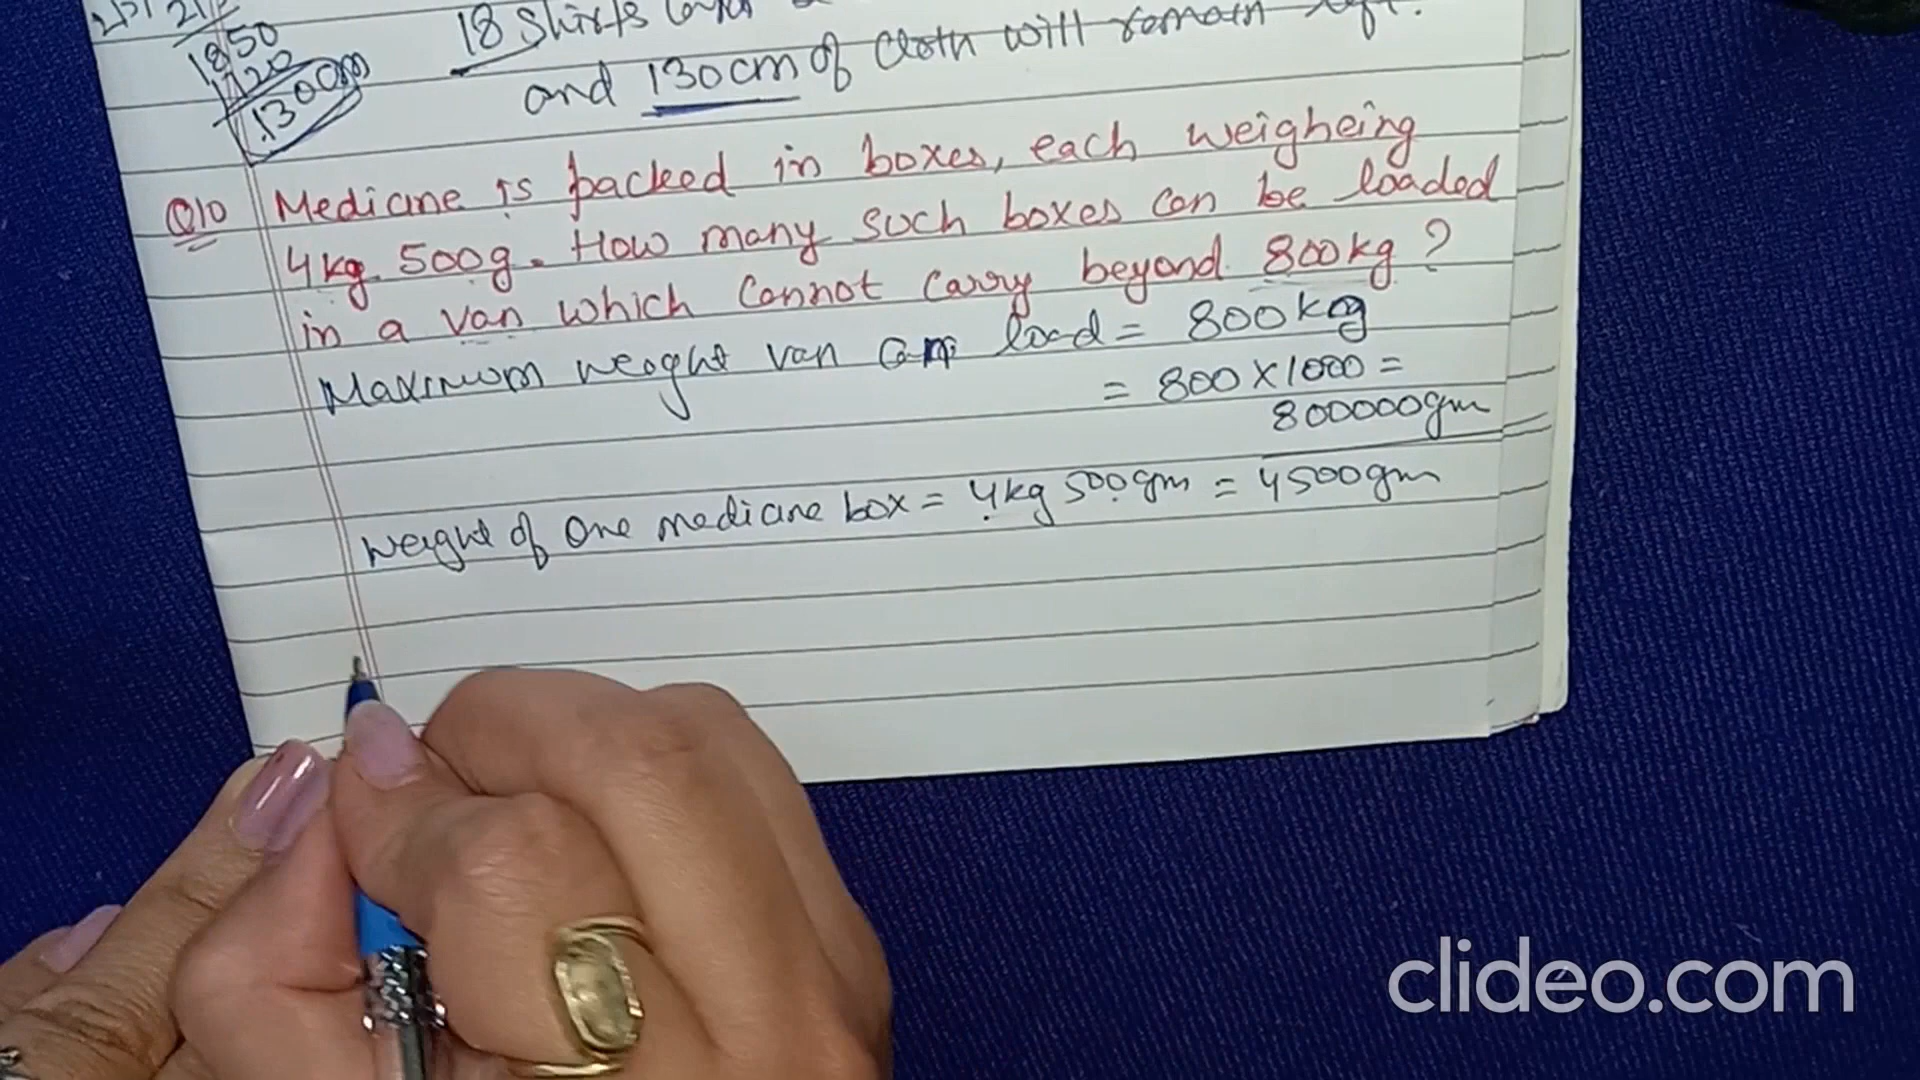 1850
1720
130cm
18 Shirts
and 130cm of cloth will remain left.
Q10 Medicine is packed in boxes, each weigheing
4kg 500g. How many such boxes can be loaded
in a van which cannot carry beyond 800kg?
Maximum weight van can load = 800kg
= 800 X 1000 =
800000gm
weight of one medicine box = 4kg 500gm = 4500gm
clideo.com